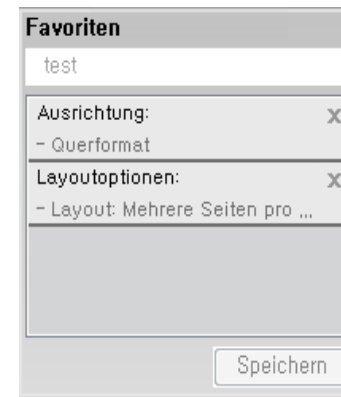 Favoriten
test
Ausrichtung: X
- Querformat
Layoutoptionen: X
- Layout: Mehrere Seiten pro ...
Speichern